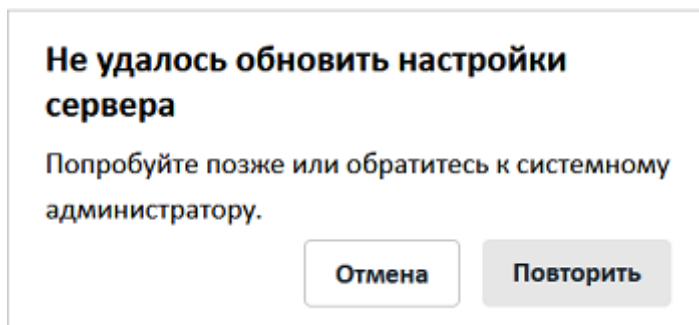 Не удалось обновить настройки
сервера
Попробуйте позже или обратитесь к системному
администратору.
Отмена
Повторить